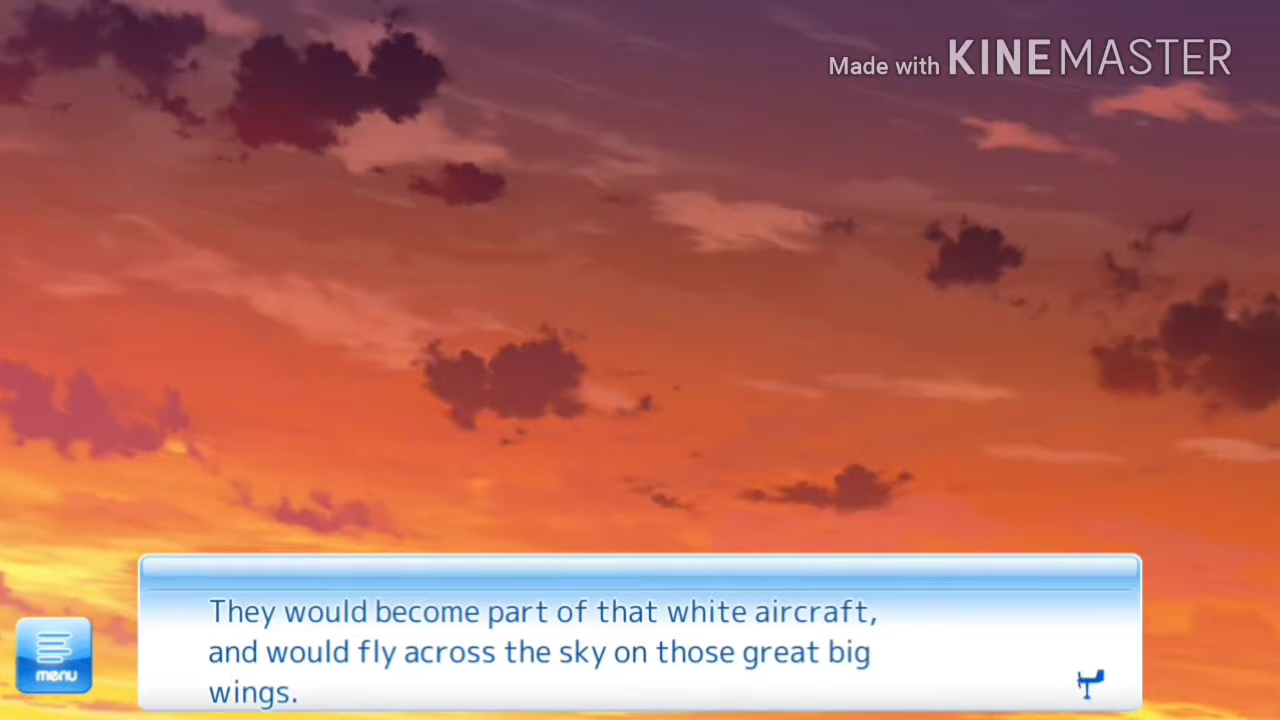 Made with KINEMASTER
They would become part of that white aircraft,
and would fly across the sky on those great big
wings.
menu